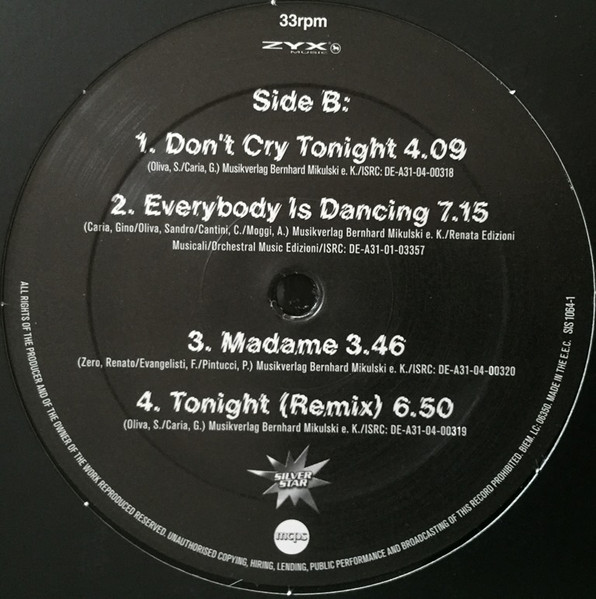 33rpm
ZYX
MUSIC
Side B:
1. Don't Cry Tonight 4.09
(Oliva, S./Caria, G.) Musikverlag Bernhard Mikulski e. K./ISRC: DE-A31-04-00318
2. Everybody Is Dancing 7.15
(Caria, Gino/Oliva, Sandro/Cantini, C./Moggi, A.) Musikverlag Bernhard Mikulski e. K./Renata Edizioni
Musicali/Ørchestral Music Edizioni/ISRC: DE-A31-01-03357
3. Madame 3.46
(Zero, Renato/Evangelisti, F./Pintucci, P.) Musikverlag Bernhard Mikulski e. K./ISRC: DE-A31-04-00320
4. Tonight (Remix) 6.50
(Oliva, S./Caria, G.) Musikverlag Bernhard Mikulski e. K./ISRC: DE-A31-04-00319
SILVER
STAR
mcps
ALL RIGHTS OF THE PRODUCER AND OF THE OWNER OF THE WORK REPRODUCED RESERVED. UNAUTHORISED COPYING, HIRING, LENDING, PUBLIC PERFORMANCE AND BROADCASTING OF THIS RECORD PROHIBITED. BIEM. LC: 06350. MADE IN THE E.E.C. SIS 1064-1